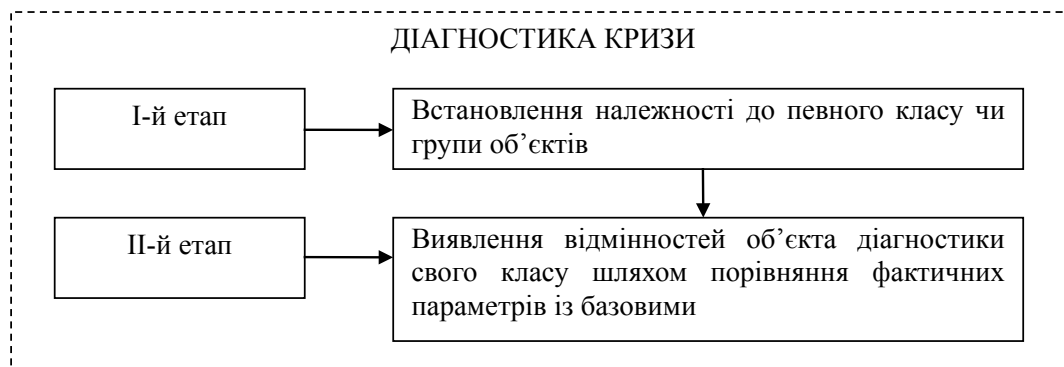 ДІАГНОСТИКА КРИЗИ
І-й етап
Встановлення належності до певного класу чи
групи об’єктів
ІІ-й етап
Виявлення відмінностей об’єкта діагностики
свого класу шляхом порівняння фактичних
параметрів із базовими